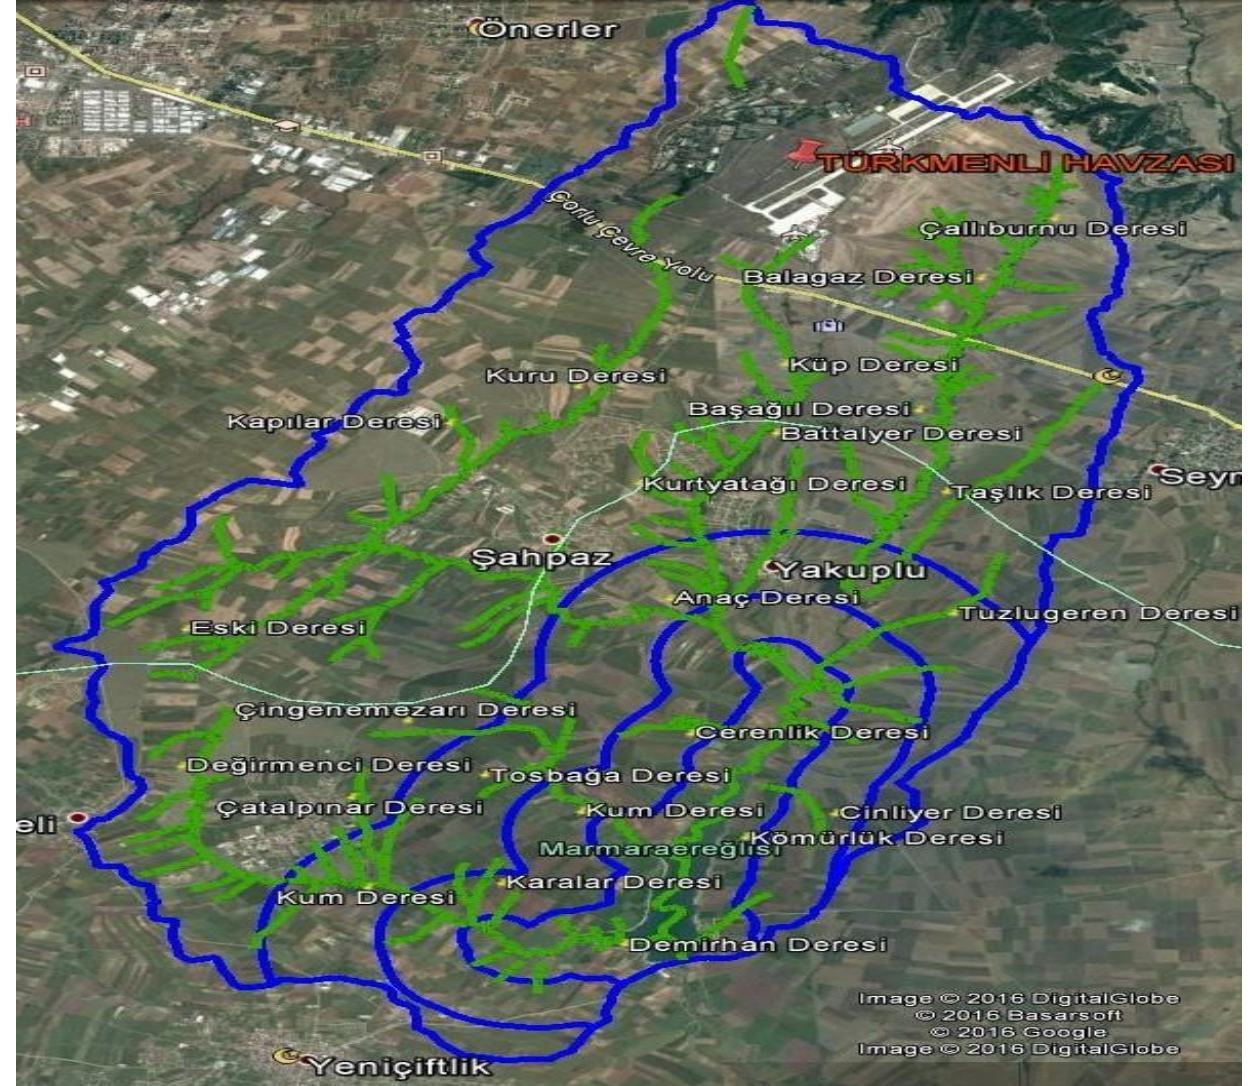 Önerler
TÜRKMENLİ HAVZASI
Çorlu Çevre Yolu
Çallıburnu Deresi
Balagaz Deresi
Küp Deresi
Kuru Deresi
Başağıl Deresi
Kapılar Deresi
Battalyer Deresi
Kurtyatağı Deresi
Taşlık Deresi
Seyn
Şahpaz
Yakuplu
Anaç Deresi
Tuzlugeren Deresi
Eski Deresi
Çingenemezarı Deresi
Cerenlik Deresi
Değirmenci Deresi
Tosbağa Deresi
Çatalpınar Deresi
Kum Deresi
Cinliyer Deresi
eli
Kömürlük Deresi
Marmaraereğlisi
Karalar Deresi
Kum Deresi
Demirhan Deresi
Image © 2016 DigitalGlobe
© 2016 Basarsoft
© 2016 Google
Image © 2016 DigitalGlobe
Yeniçiftlik